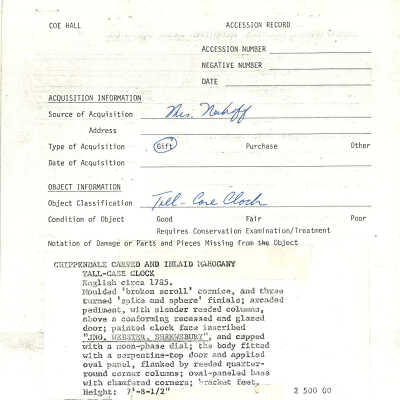 COE HALL ACCESSION RECORD
ACCESSION NUMBER
NEGATIVE NUMBER
DATE
ACQUISITION INFORMATION
Source of Acquisition Mrs.
Address
Type of Acquisition Gift Purchase Other
Date of Acquisition
OBJECT INFORMATION
Object Classification Tall-Case Clock
Condition of Object Good Fair Poor
Requires Conservation Examination/Treatment
Notation of Damage or Parts and Pieces Missing from the Object
CHIPPENDALE CARVED AND INLAID MAHOGANY
TALL-CASE CLOCK
English circa 1785.
Moulded 'broken scroll' cornice, and three
turned 'spike and sphere' finials; arcaded
pediment, with slender reeded columns,
above a conforming recessed and glazed
door; painted clock face inscribed
"JNO. WEBSTER, SHREWSBURY", and capped
with a moon-phase dial; the body fitted
with a serpentine-top door and applied
oval panel, flanked by reeded quarter-
round corner columns; oval-paneled base
with chamfered corners; bracket feet.
Height: 7'-8-1/2" 2 500 00